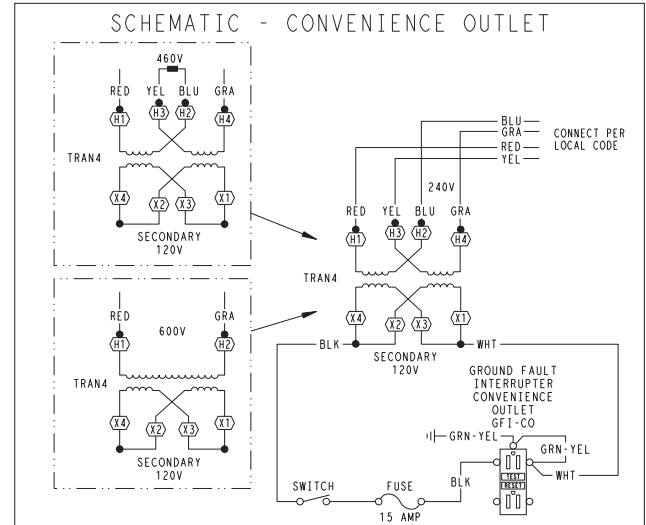 SCHEMATIC - CONVENIENCE OUTLET
460V
RED YEL BLU GRA
H1 H3 H2 H4
TRAN4
X4 X2 X3 X1
SECONDARY
120V
600V
RED GRA
H1 H2
TRAN4
X4 X2 X3 X1
SECONDARY
120V
BLU
GRA
RED
YEL
CONNECT PER
LOCAL CODE
240V
RED YEL BLU GRA
H1 H3 H2 H4
TRAN4
X4 X2 X3 X1
BLK
WHT
SECONDARY
120V
GROUND FAULT
INTERRUPTER
CONVENIENCE
OUTLET
GFI-CO
GRN-YEL
GRN-YEL
WHT
TEST
RESET
BLK
SWITCH
FUSE
15 AMP